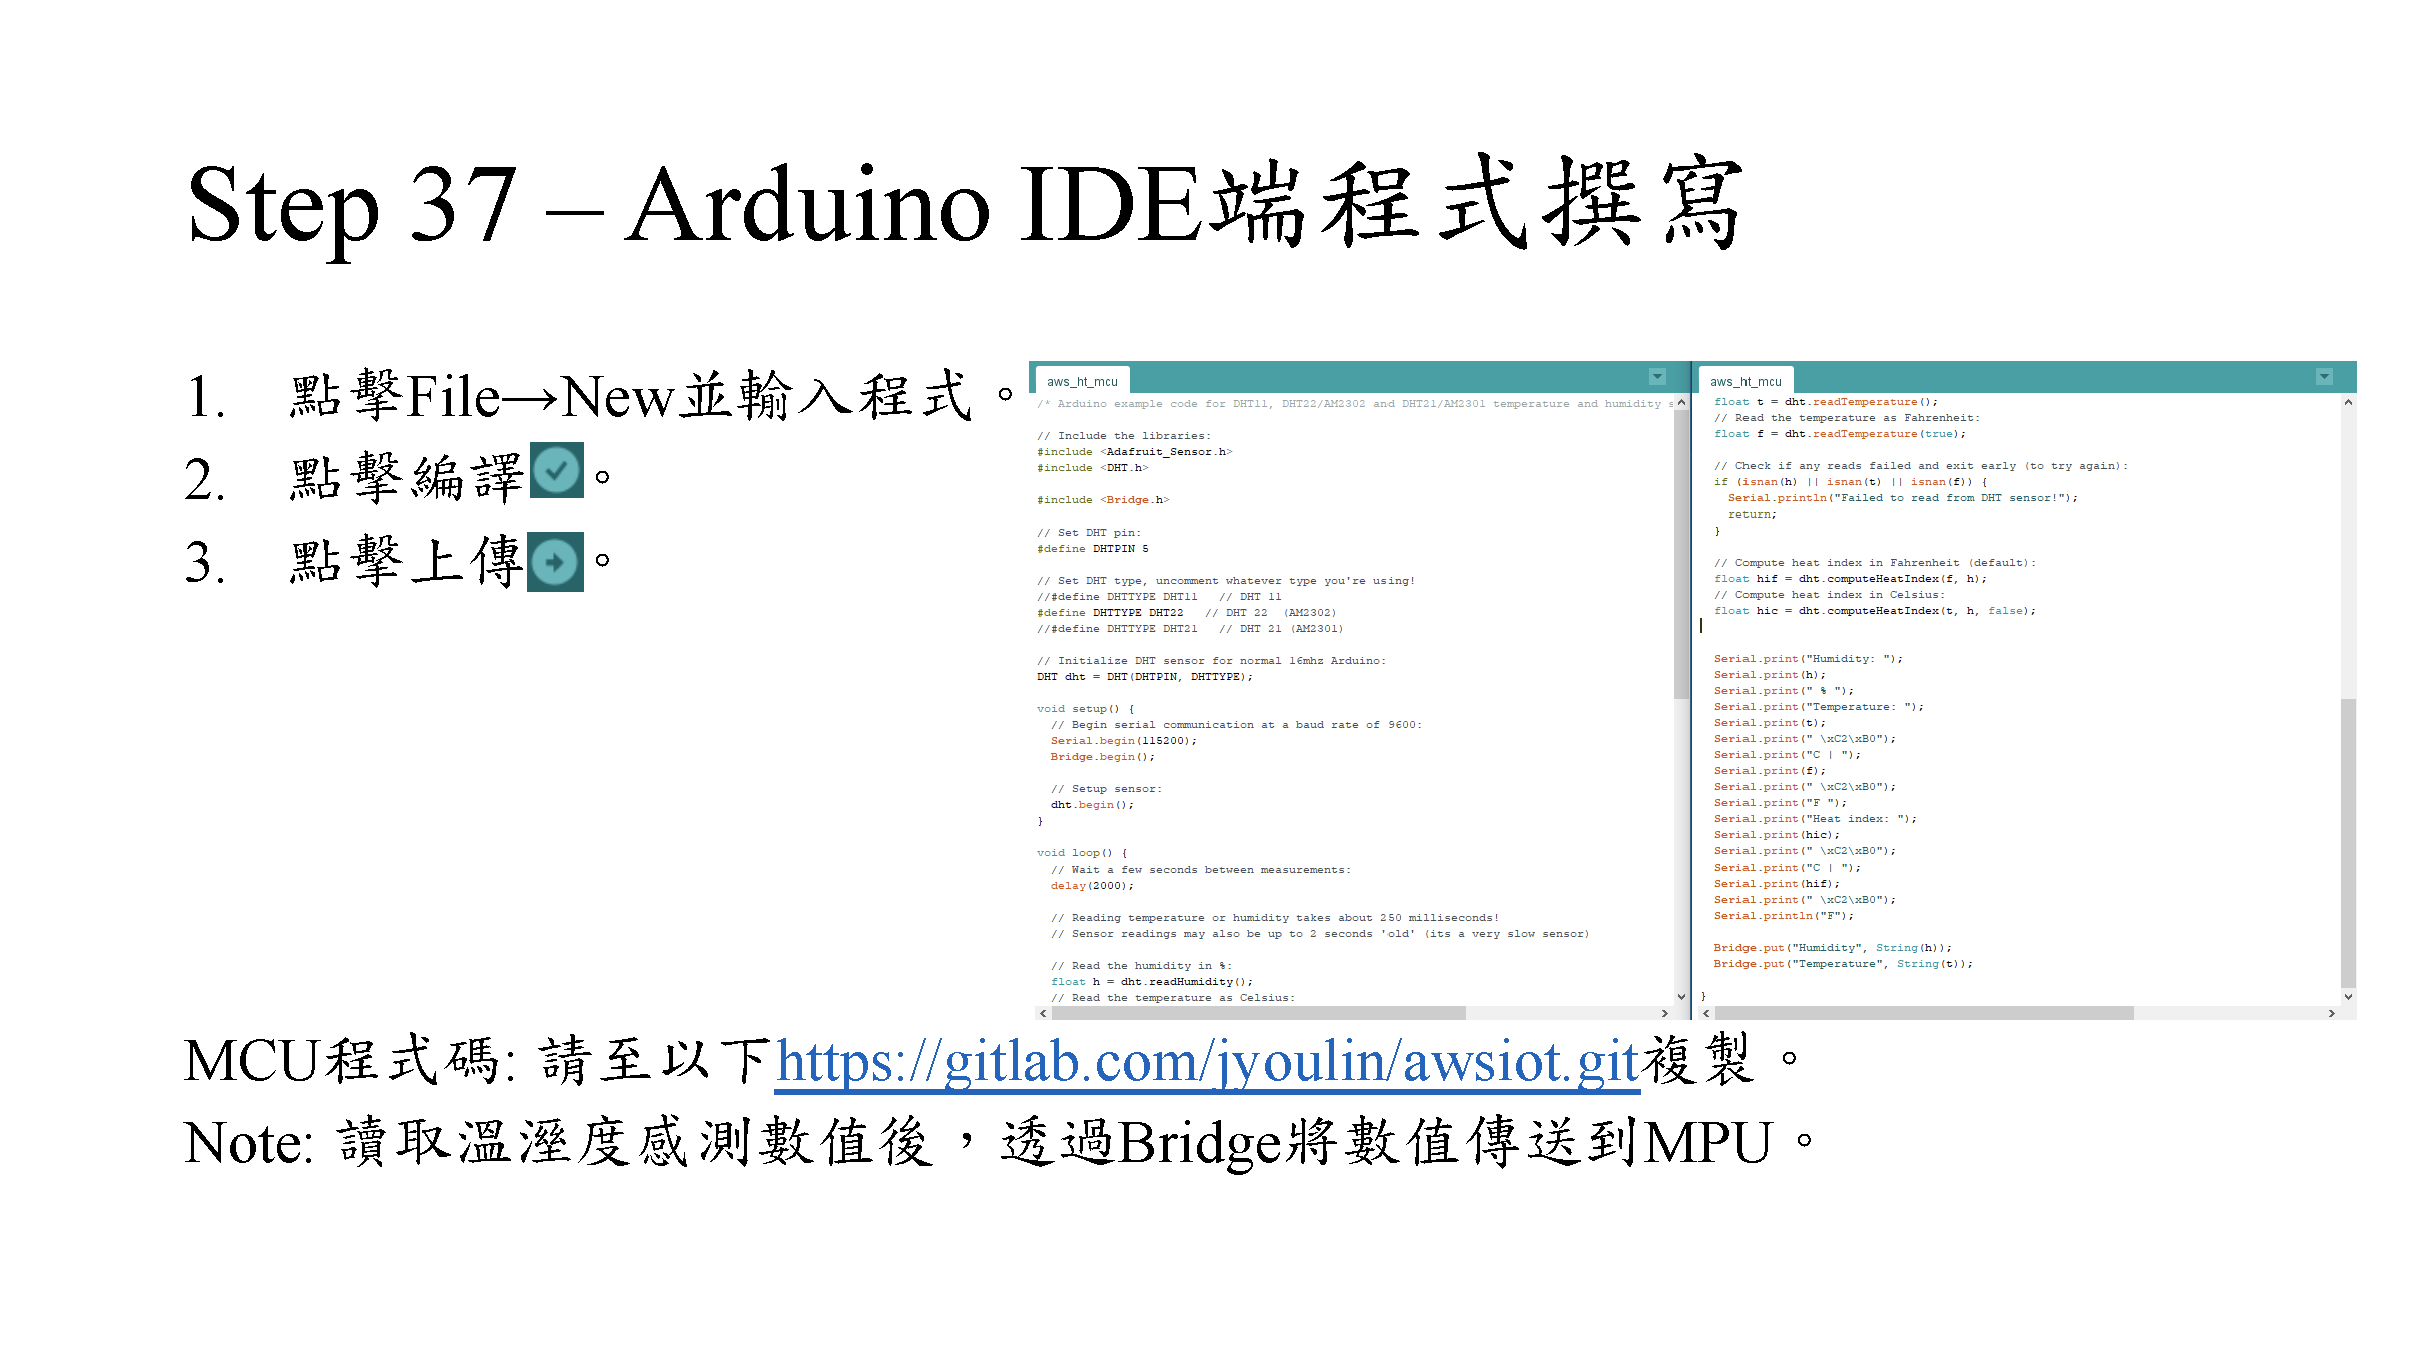 Step 37 – Arduino IDE端程式撰寫
1. 點擊File→New並輸入程式。
2. 點擊編譯。
3. 點擊上傳。
aws_ht_mcu
/* Arduino example code for DHT11, DHT22/AM2302 and DHT21/AM2301 temperature and humidity s
// Include the libraries:
#include <Adafruit_Sensor.h>
#include <DHT.h>
#include <Bridge.h>
// Set DHT pin:
#define DHTPIN 5
// Set DHT type, uncomment whatever type you're using!
//#define DHTTYPE DHT11   // DHT 11
#define DHTTYPE DHT22   // DHT 22  (AM2302)
//#define DHTTYPE DHT21   // DHT 21 (AM2301)
// Initialize DHT sensor for normal 16mhz Arduino:
DHT dht = DHT(DHTPIN, DHTTYPE);
void setup() {
// Begin serial communication at a baud rate of 9600:
Serial.begin(115200);
Bridge.begin();
// Setup sensor:
dht.begin();
}
void loop() {
// Wait a few seconds between measurements:
delay(2000);
// Reading temperature or humidity takes about 250 milliseconds!
// Sensor readings may also be up to 2 seconds 'old' (its a very slow sensor)
// Read the humidity in %:
float h = dht.readHumidity();
// Read the temperature as Celsius:
aws_ht_mcu
float t = dht.readTemperature();
// Read the temperature as Fahrenheit:
float f = dht.readTemperature(true);
// Check if any reads failed and exit early (to try again):
if (isnan(h) || isnan(t) || isnan(f)) {
Serial.println("Failed to read from DHT sensor!");
return;
}
// Compute heat index in Fahrenheit (default):
float hif = dht.computeHeatIndex(f, h);
// Compute heat index in Celsius:
float hic = dht.computeHeatIndex(t, h, false);
Serial.print("Humidity: ");
Serial.print(h);
Serial.print(" % ");
Serial.print("Temperature: ");
Serial.print(t);
Serial.print(" \xC2\xB0");
Serial.print("C | ");
Serial.print(f);
Serial.print(" \xC2\xB0");
Serial.print("F ");
Serial.print("Heat index: ");
Serial.print(hic);
Serial.print(" \xC2\xB0");
Serial.print("C | ");
Serial.print(hif);
Serial.print(" \xC2\xB0");
Serial.println("F");
Bridge.put("Humidity", String(h));
Bridge.put("Temperature", String(t));
}
MCU程式碼: 請至以下https://gitlab.com/jyoulin/awsiot.git複製。
Note: 讀取溫溼度感測數值後，透過Bridge將數值傳送到MPU。